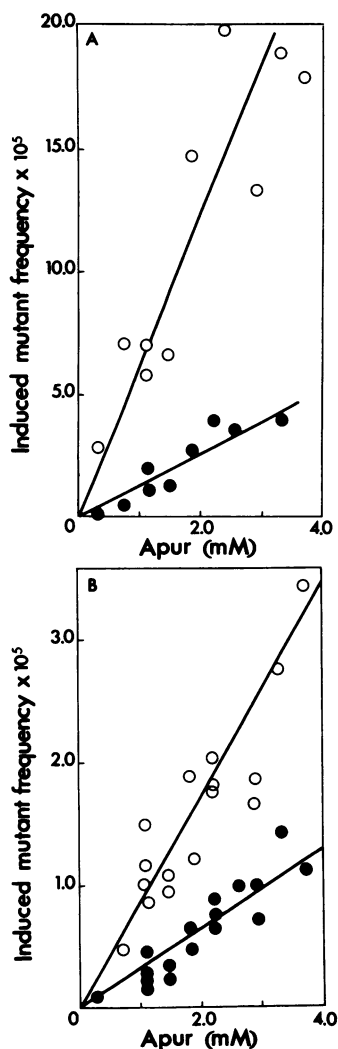 20.0
A
15.0
10.0
5.0
Induced mutant frequency x 10⁵
0
2.0
4.0
Apur (mM)
B
3.0
2.0
1.0
Induced mutant frequency x 10⁵
0
2.0
4.0
Apur (mM)